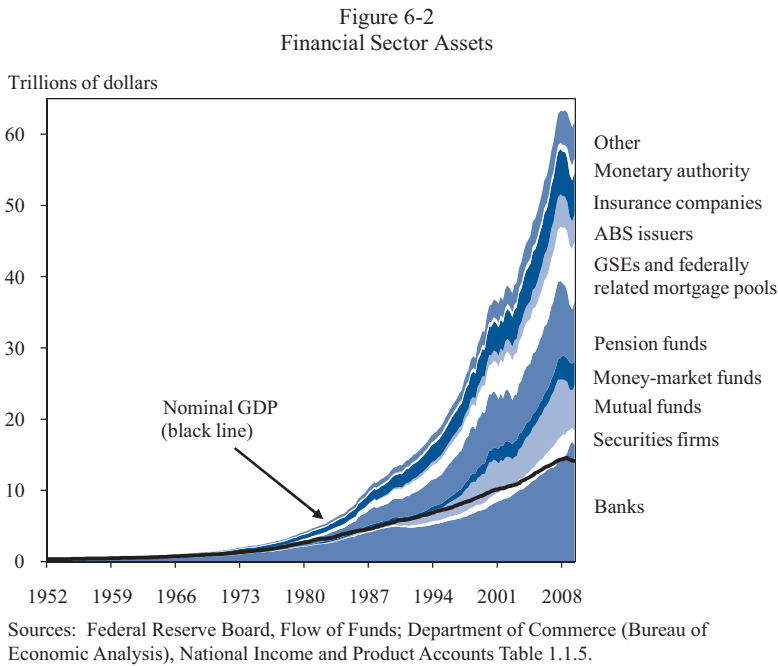 Figure 6-2
Financial Sector Assets
Trillions of dollars
60
50
40
30
20
10
0
Nominal GDP
(black line)
Other
Monetary authority
Insurance companies
ABS issuers
GSEs and federally
related mortgage pools
Pension funds
Money-market funds
Mutual funds
Securities firms
Banks
1952 1959 1966 1973 1980 1987 1994 2001 2008
Sources: Federal Reserve Board, Flow of Funds; Department of Commerce (Bureau of
Economic Analysis), National Income and Product Accounts Table 1.1.5.